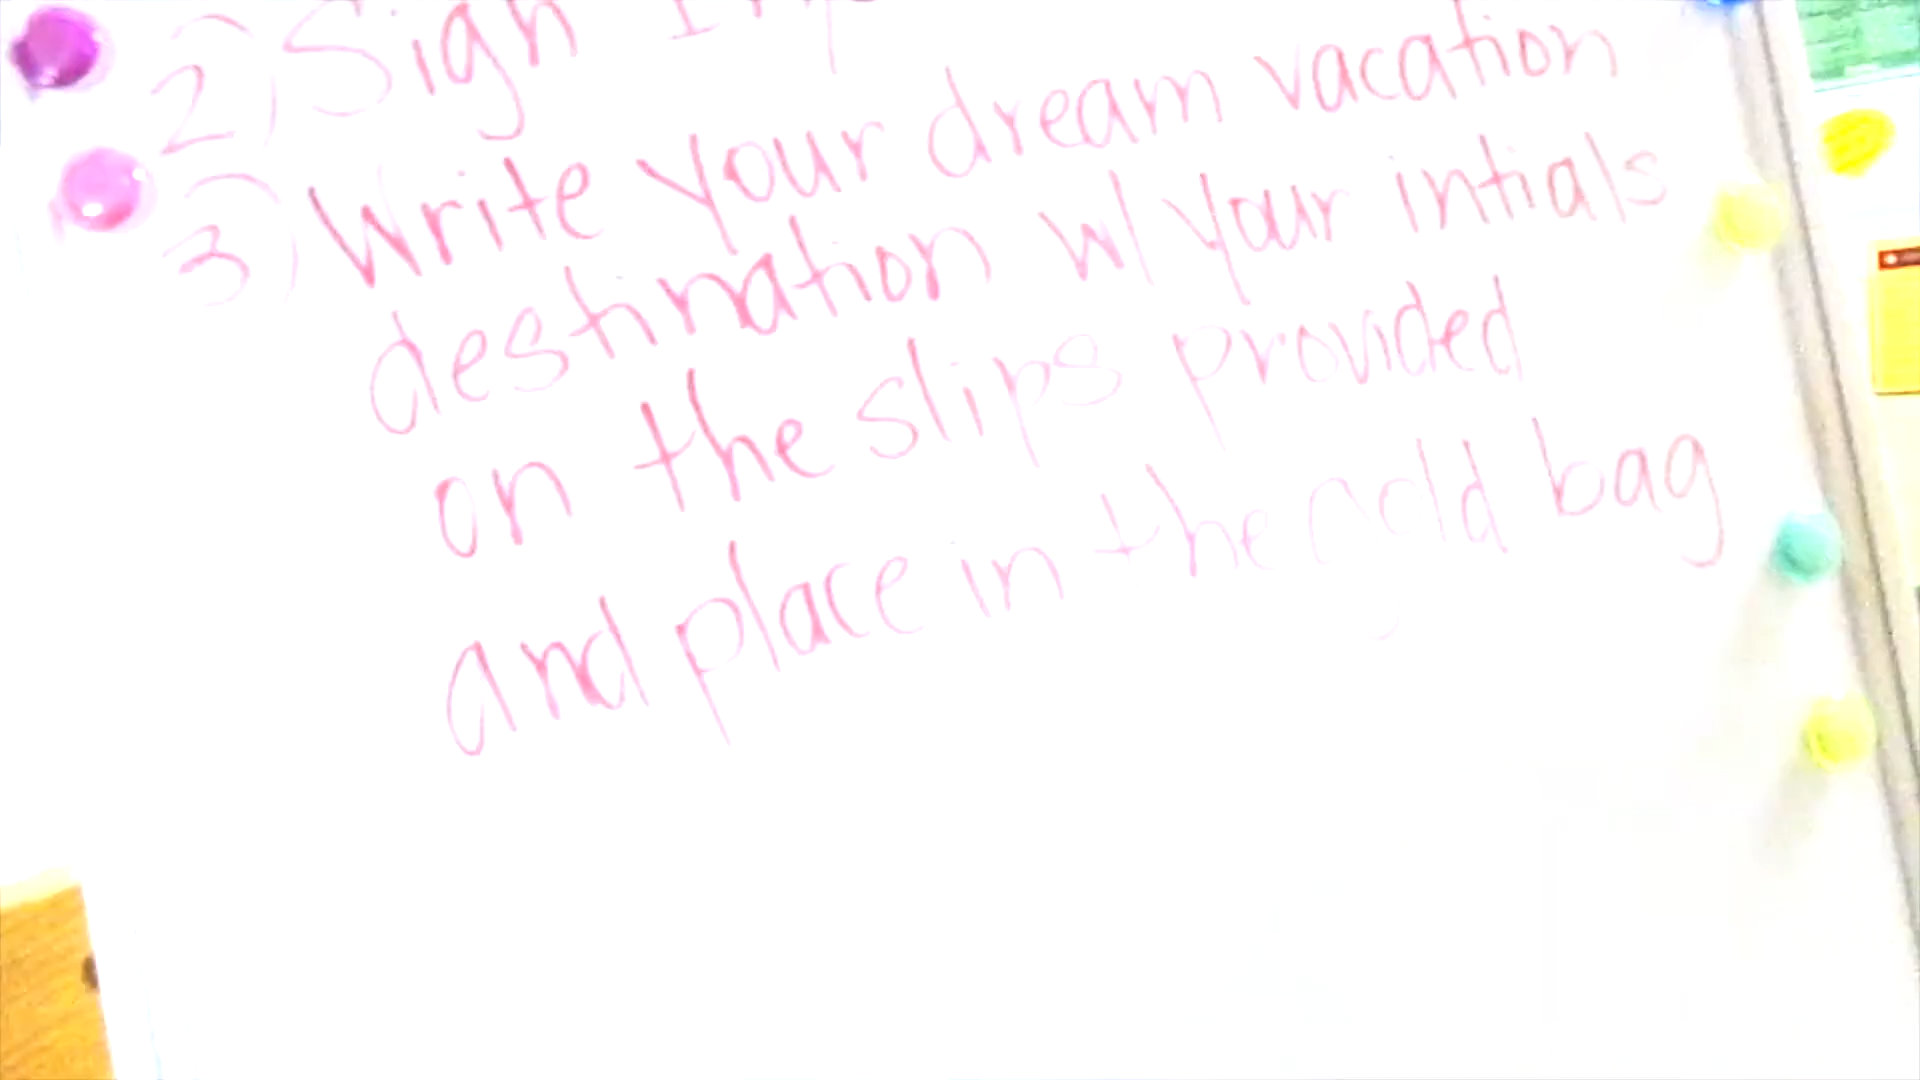 2) Sign
3) Write your dream vacation
destination w/ your intials
on the slips provided
and place in the gold bag